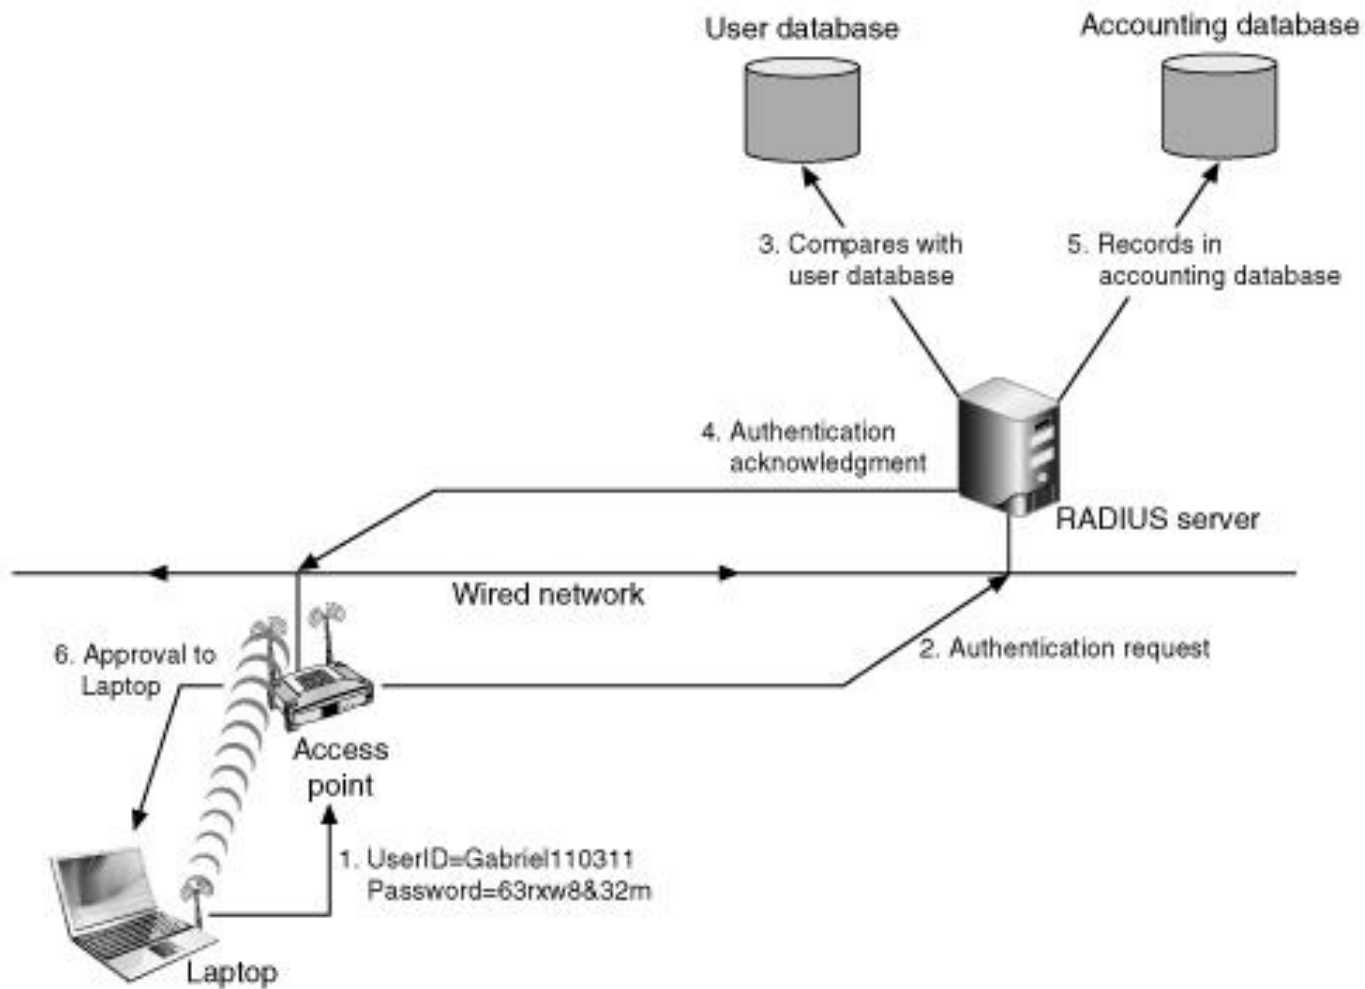 User database
Accounting database
3. Compares with
user database
5. Records in
accounting database
4. Authentication
acknowledgment
RADIUS server
Wired network
6. Approval to
Laptop
2. Authentication request
Access
point
1. UserID=Gabriel110311
Password=63rxw8&32m
Laptop